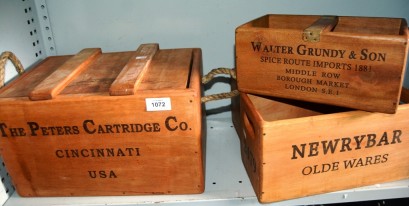 1072
THE PETERS CARTRIDGE CO.
CINCINNATI
USA
WALTER GRUNDY & SON
SPICE ROUTE IMPORTS 1881
MIDDLE ROW
BOROUGH MARKET
LONDON S.E.1
NEWRYBAR
OLDE WARES